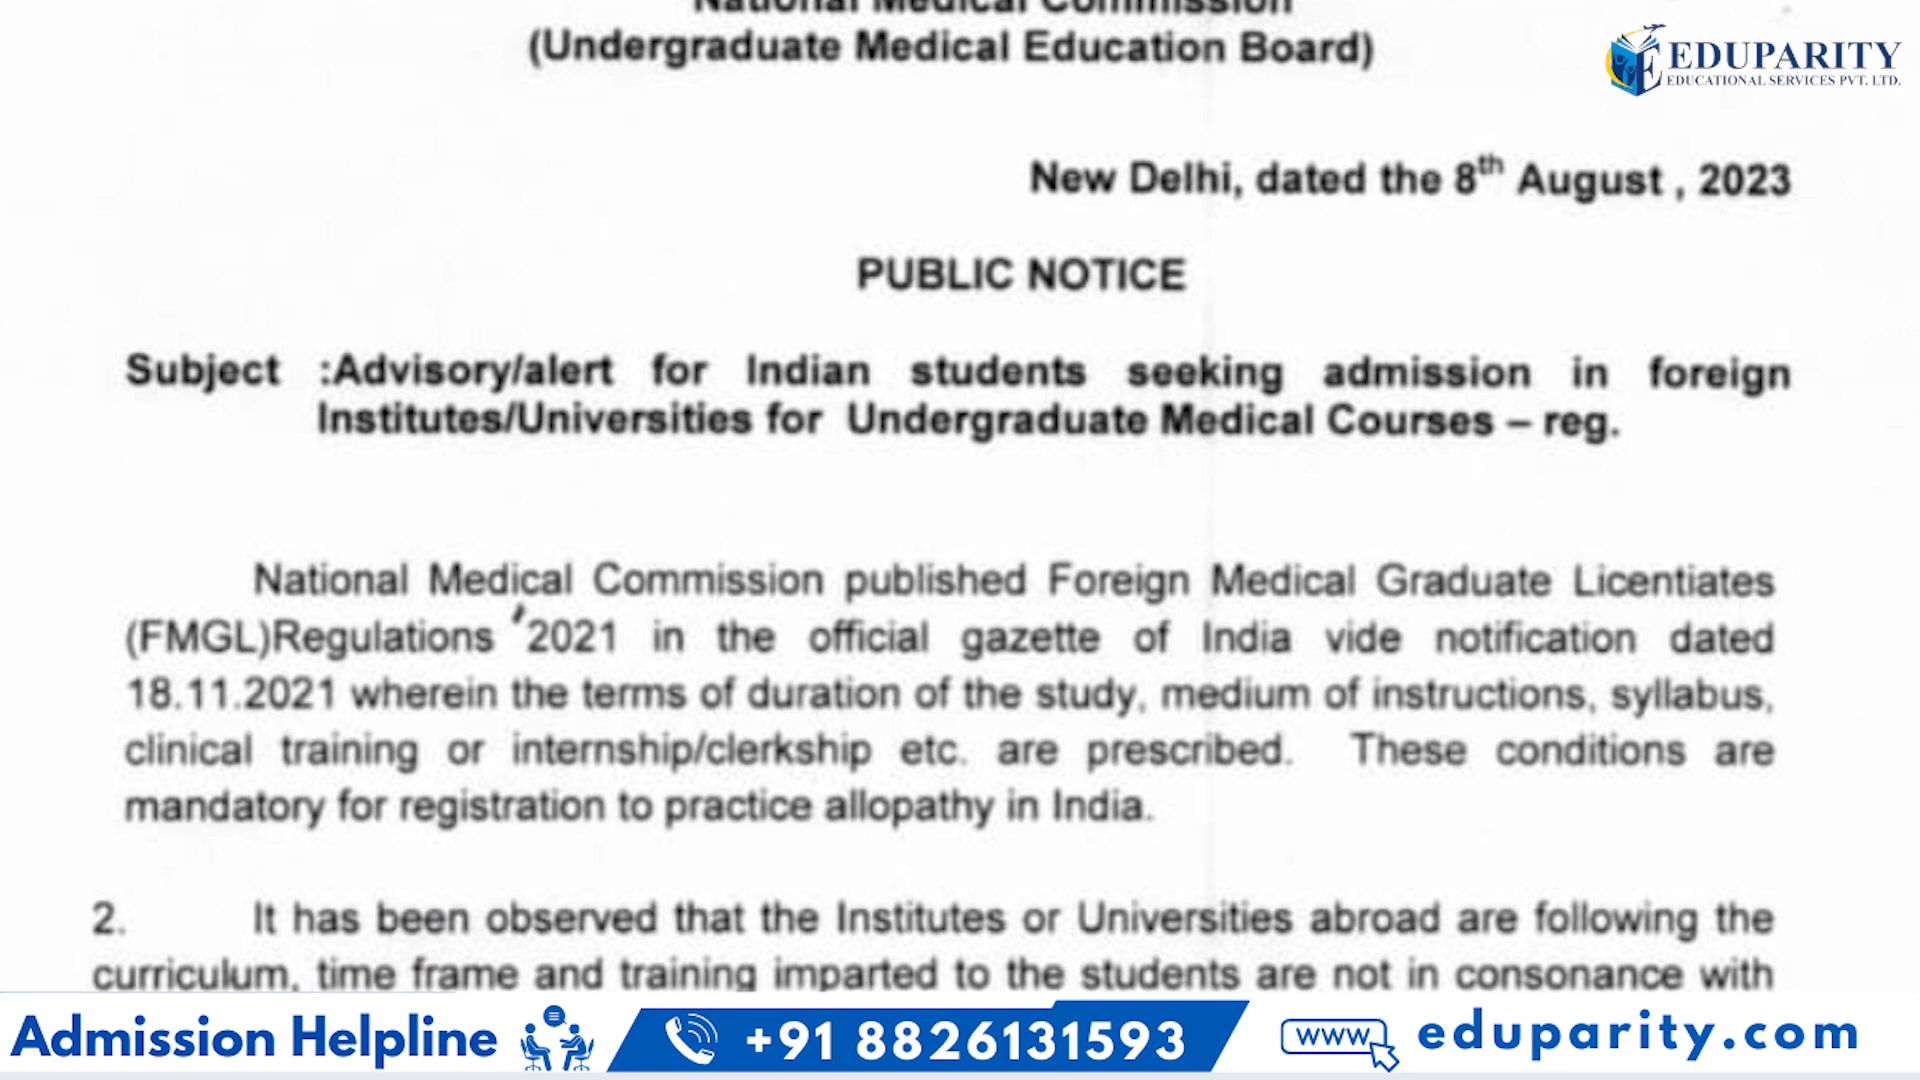 National Medical Commission
(Undergraduate Medical Education Board)
EDUPARITY
EDUCATIONAL SERVICES PVT. LTD.
New Delhi, dated the 8th August , 2023
PUBLIC NOTICE
Subject :Advisory/alert for Indian students seeking admission in foreign
Institutes/Universities for Undergraduate Medical Courses – reg.
National Medical Commission published Foreign Medical Graduate Licentiates
(FMGL)Regulations '2021 in the official gazette of India vide notification dated
18.11.2021 wherein the terms of duration of the study, medium of instructions, syllabus,
clinical training or internship/clerkship etc. are prescribed. These conditions are
mandatory for registration to practice allopathy in India.
2. It has been observed that the Institutes or Universities abroad are following the
curriculum, time frame and training imparted to the students are not in consonance with
Admission Helpline
+91 8826131593
www
eduparity.com